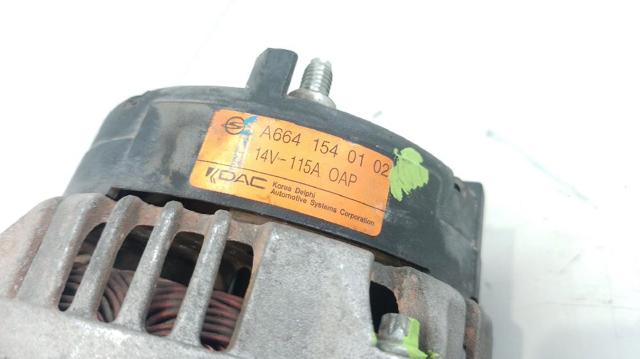 A664 154 01 02
14V-115A OAP
KDAC Korea Delphi
Automotive Systems Corporation